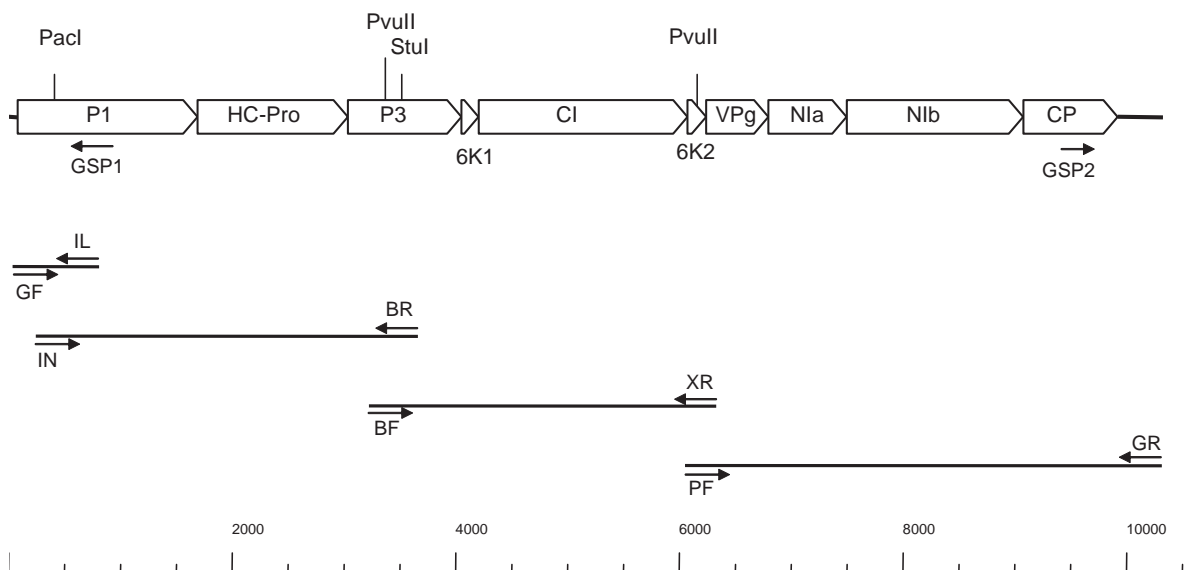 PvuII
PacI
StuI
PvuII
P1
HC-Pro
P3
CI
VPg
NIa
NIb
CP
GSP1
6K1
6K2
GSP2
IL
GF
BR
IN
XR
BF
GR
PF
2000
4000
6000
8000
10000